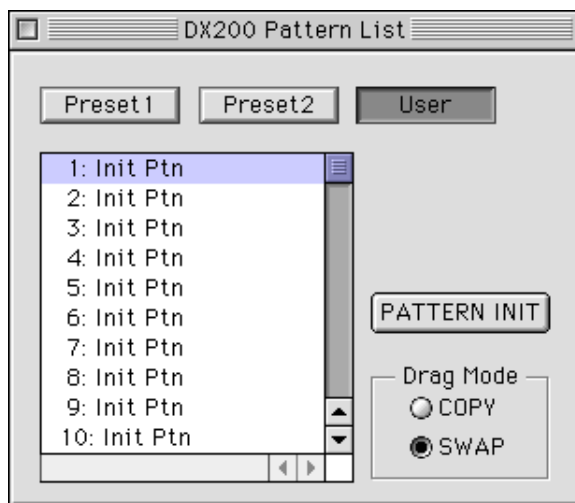 DX200 Pattern List
Preset1 Preset2 User
1: Init Ptn
2: Init Ptn
3: Init Ptn
4: Init Ptn
5: Init Ptn
6: Init Ptn
7: Init Ptn
8: Init Ptn
9: Init Ptn
10: Init Ptn
PATTERN INIT
Drag Mode
COPY
SWAP